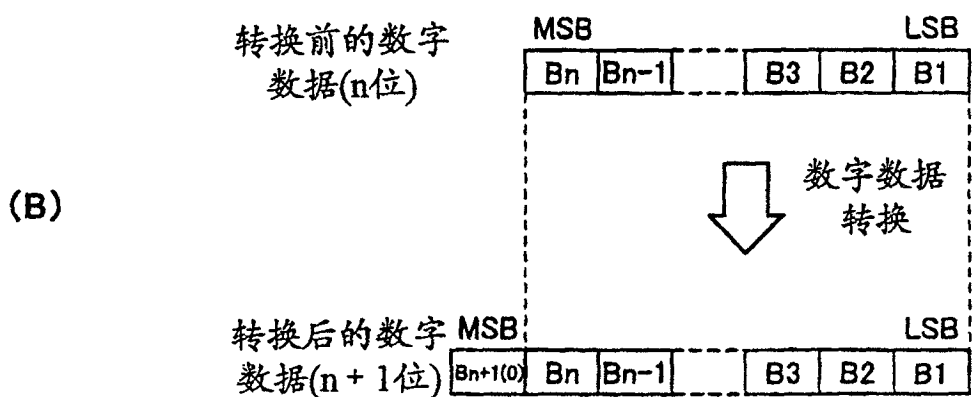 转换前的数字
数据(n位)
MSB LSB
Bn Bn-1 B3 B2 B1
(B)
数字数据
转换
转换后的数字
数据(n + 1位)
MSB LSB
Bn+1(0) Bn Bn-1 B3 B2 B1